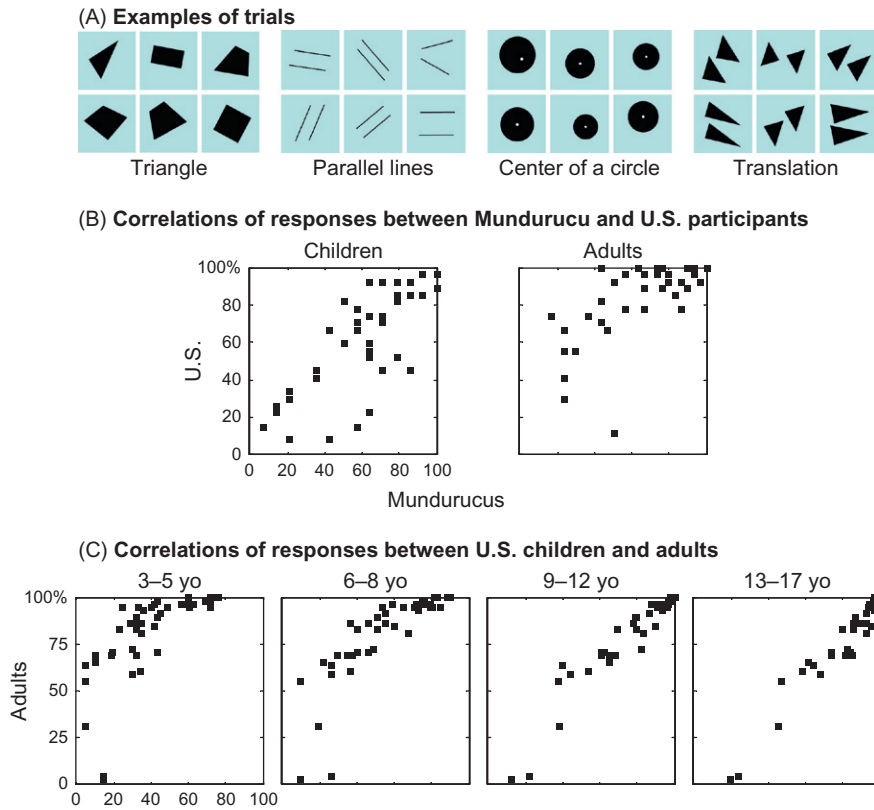 (A) Examples of trials
Triangle Parallel lines Center of a circle Translation
(B) Correlations of responses between Mundurucu and U.S. participants
Children Adults
100%
80
60
40
20
0
U.S.
0 20 40 60 80 100
Mundurucus
(C) Correlations of responses between U.S. children and adults
3–5 yo 6–8 yo 9–12 yo 13–17 yo
100%
75
50
25
0
Adults
0 20 40 60 80 100